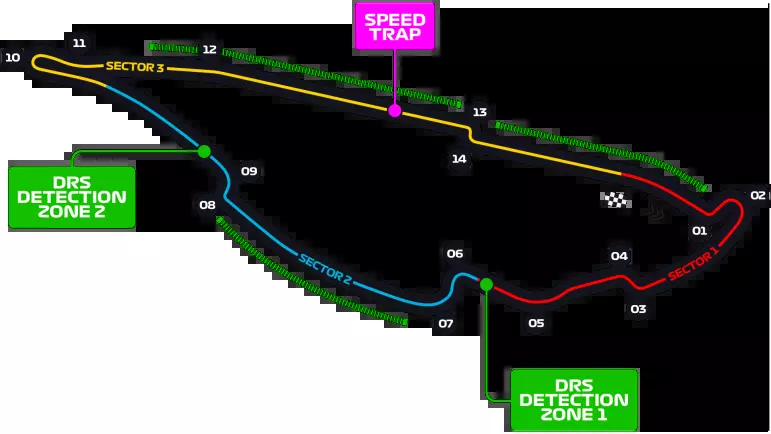 SPEED
TRAP
11
12
10
SECTOR 3
13
14
DRS
DETECTION
ZONE 2
09
08
02
01
06
04
SECTOR 1
SECTOR 2
03
07
05
DRS
DETECTION
ZONE 1